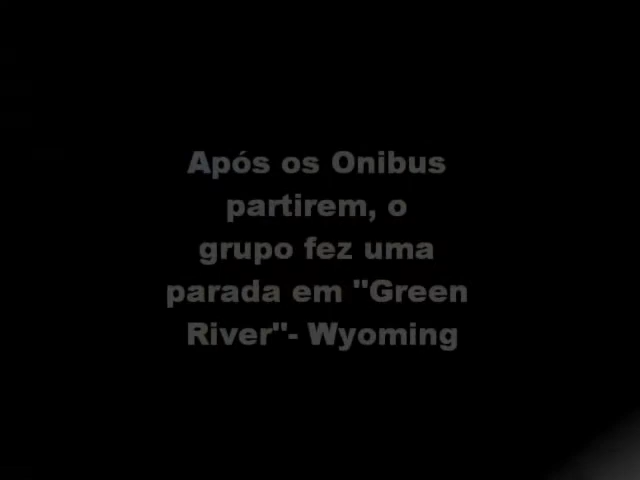 Após os Onibus
partirem, o
grupo fez uma
parada em "Green
River"- Wyoming